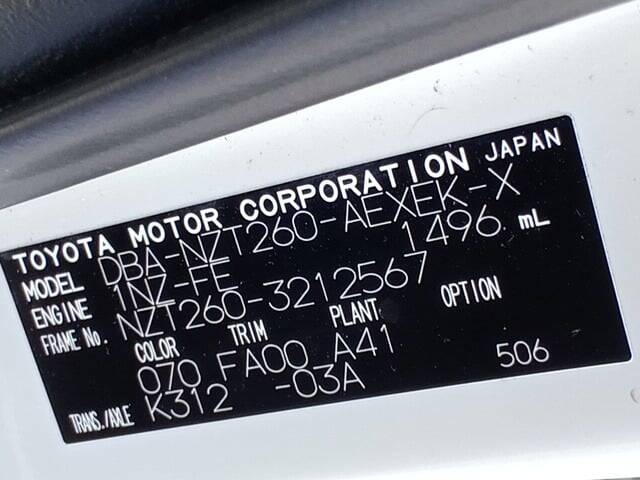 TOYOTA MOTOR CORPORATION JAPAN
MODEL DBA-NZT260-AEXEK-X
ENGINE 1NZ-FE 1496 mL
FRAME No. NZT260-3212567
COLOR TRIM PLANT OPTION
070 FA00 A41
TRANS./AXLE K312 -03A 506